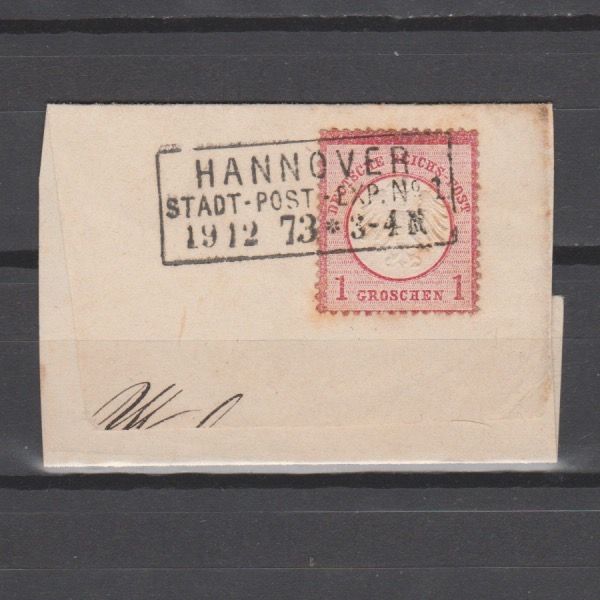 HANNOVER
STADT-POST-EXP. No 1
19 12 73 * 3-4 N
DEUTSCHE REICHS-POST
1 GROSCHEN 1